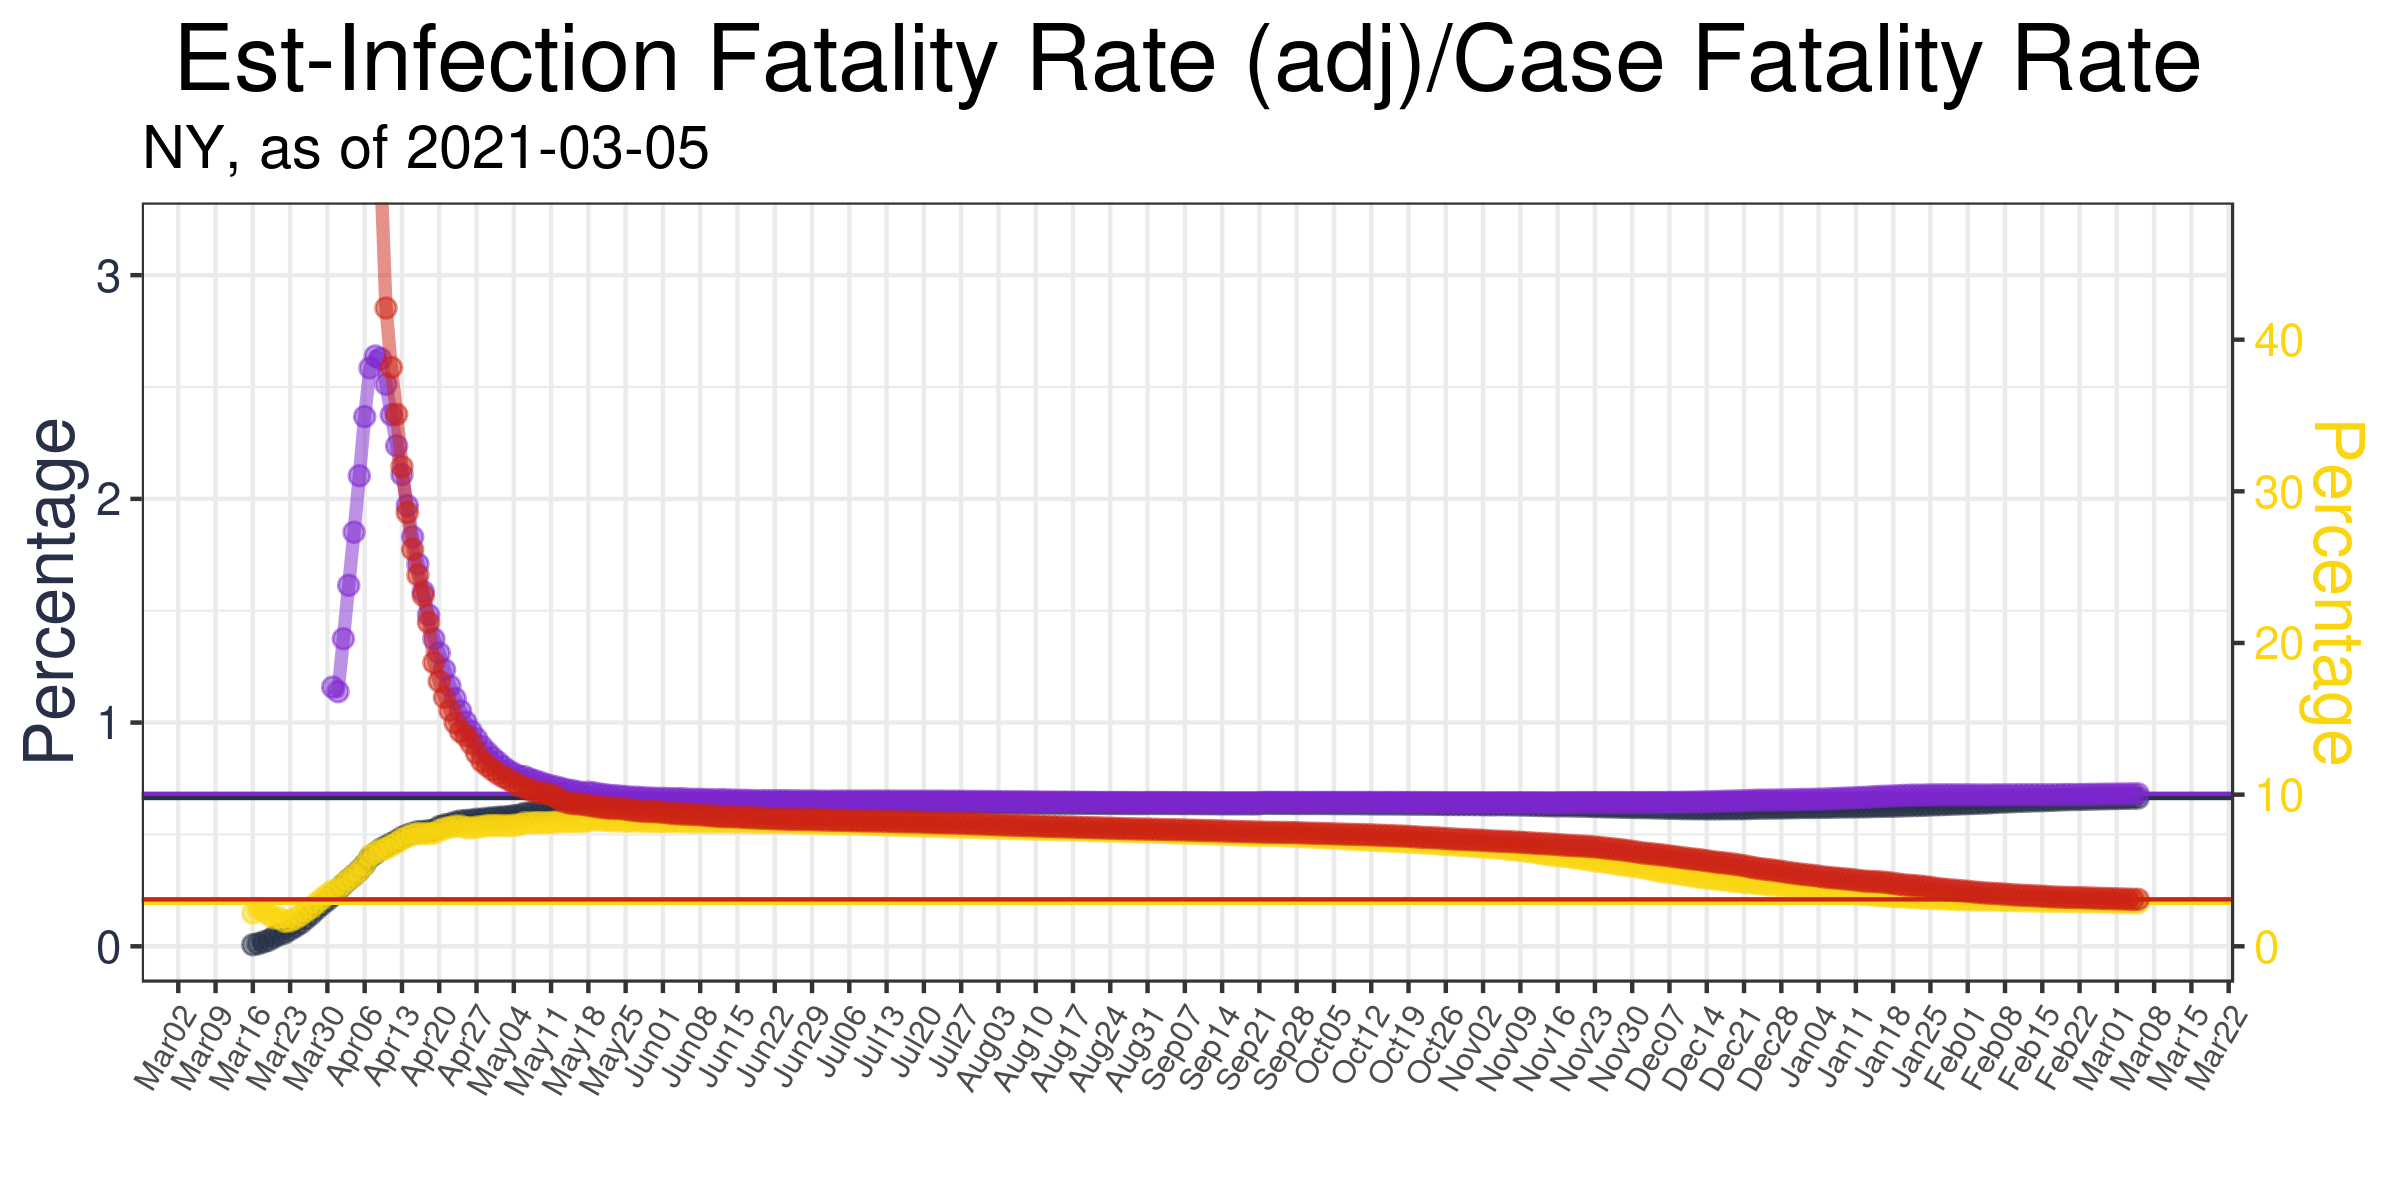 Est-Infection Fatality Rate (adj)/Case Fatality Rate
NY, as of 2021-03-05
Percentage
3
2
1
0
40
30
20
10
0
Percentage
Mar02
Mar09
Mar16
Mar23
Mar30
Apr06
Apr13
Apr20
Apr27
May04
May11
May18
May25
Jun01
Jun08
Jun15
Jun22
Jun29
Jul06
Jul13
Jul20
Jul27
Aug03
Aug10
Aug17
Aug24
Aug31
Sep07
Sep14
Sep21
Sep28
Oct05
Oct12
Oct19
Oct26
Nov02
Nov09
Nov16
Nov23
Nov30
Dec07
Dec14
Dec21
Dec28
Jan04
Jan11
Jan18
Jan25
Feb01
Feb08
Feb15
Feb22
Mar01
Mar08
Mar15
Mar22